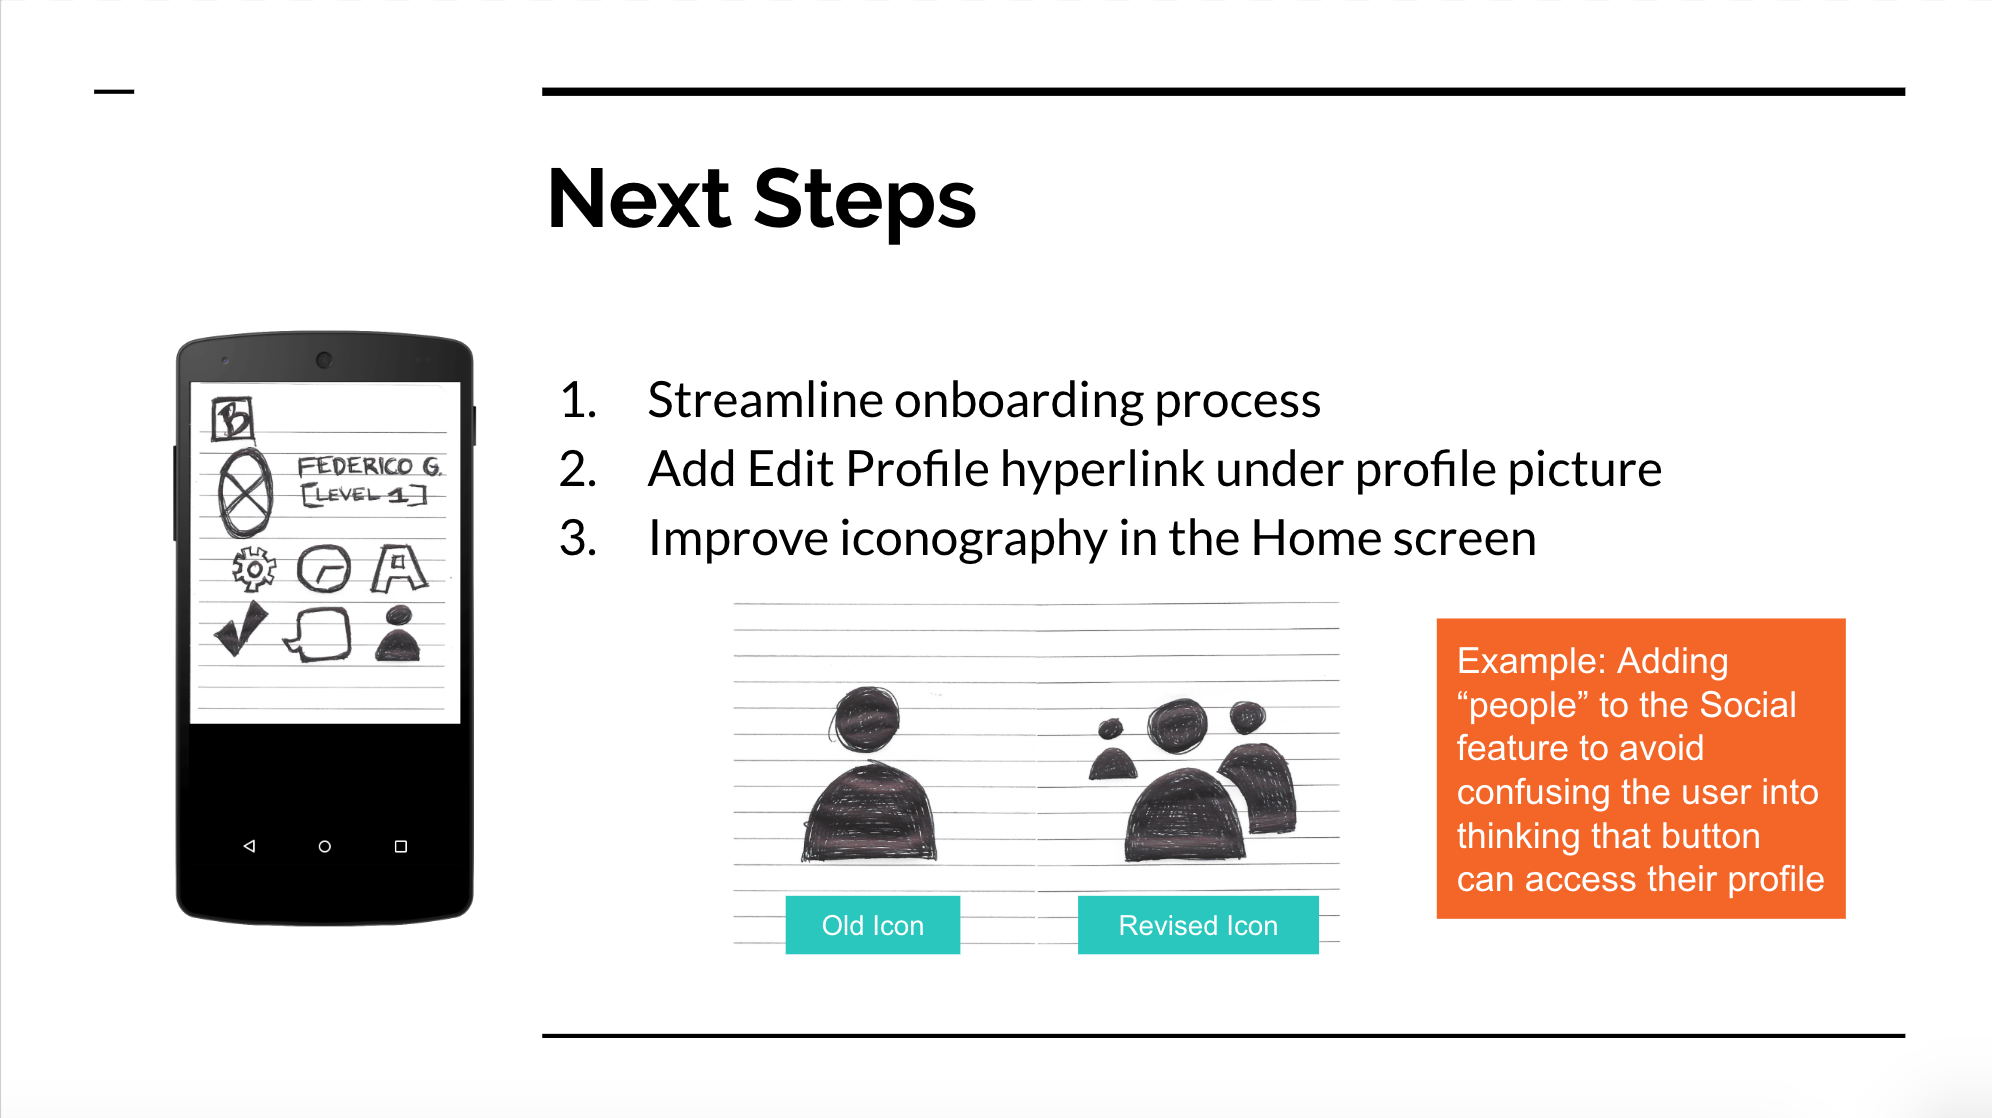 Next Steps
B
FEDERICO G.
[LEVEL 1]
A
1. Streamline onboarding process
2. Add Edit Profile hyperlink under profile picture
3. Improve iconography in the Home screen
Old Icon
Revised Icon
Example: Adding
“people” to the Social
feature to avoid
confusing the user into
thinking that button
can access their profile